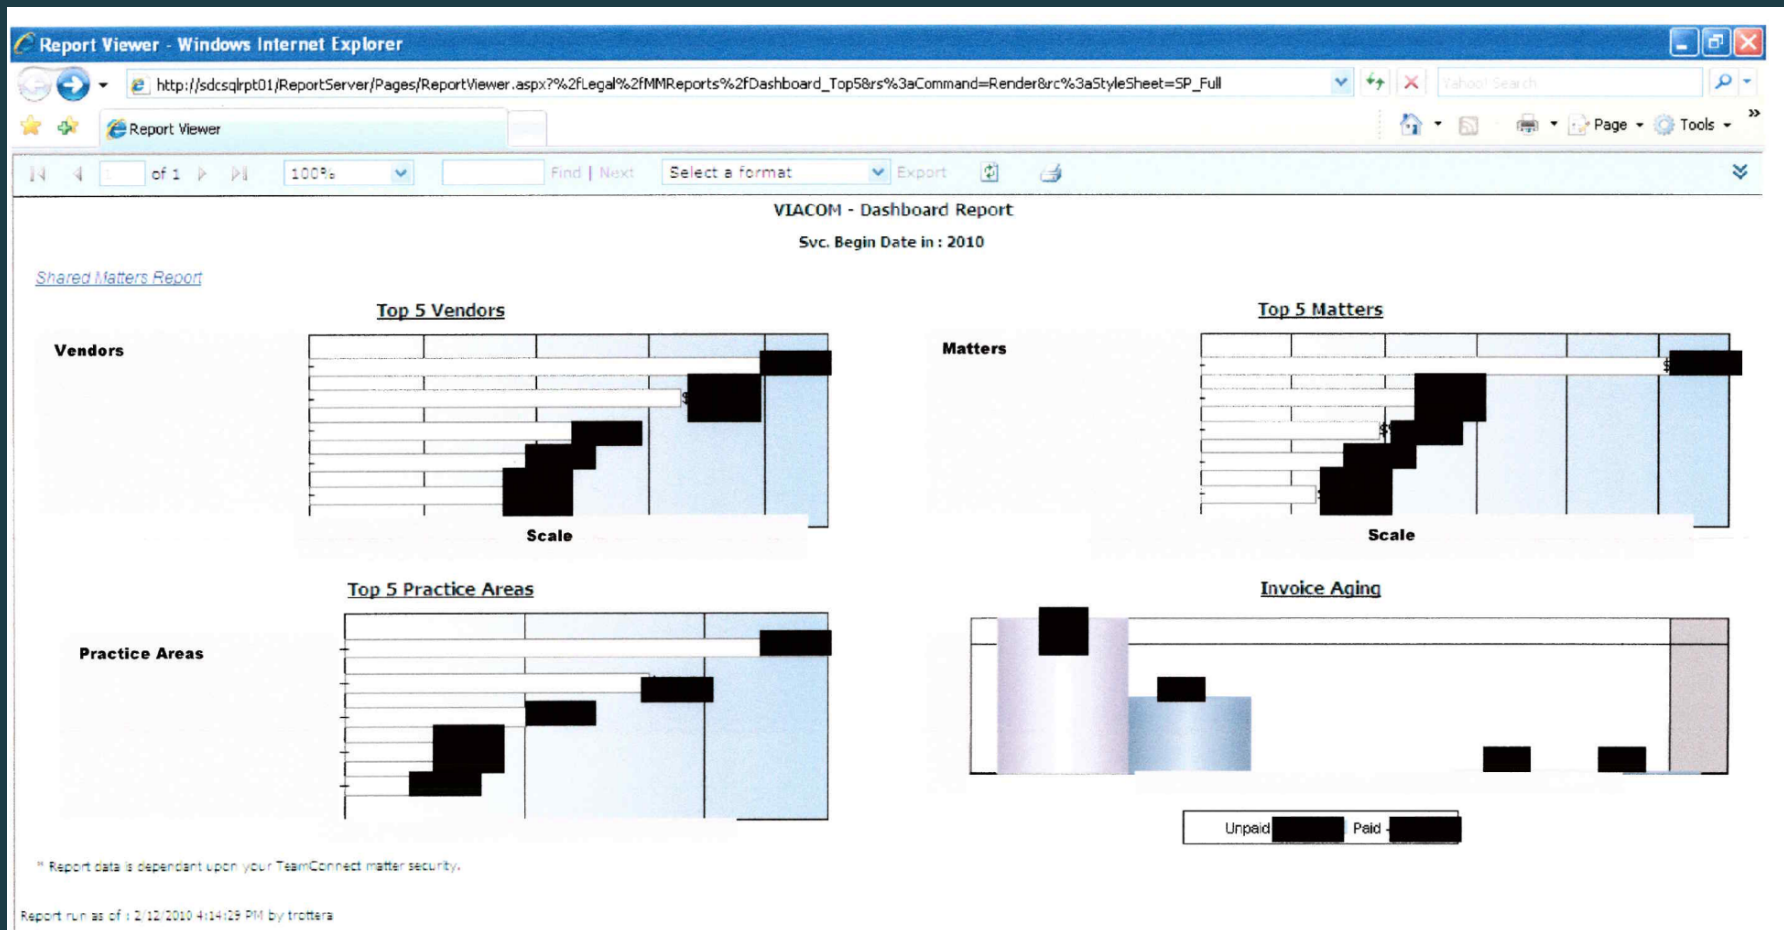 Report Viewer - Windows Internet Explorer
http://sdcsqlrpt01/ReportServer/Pages/ReportViewer.aspx?%2fLegal%2fMMReports%2fDashboard_Top5&rs%3aCommand=Render&rc%3aStyleSheet=SP_Full
Yahoo! Search
Report Viewer
Page
Tools
1 of 1
100%
Find | Next
Select a format
Export
VIACOM - Dashboard Report
Svc. Begin Date in : 2010
Shared Matters Report
Top 5 Vendors
Vendors
Scale
Top 5 Matters
Matters
Scale
Top 5 Practice Areas
Practice Areas
Invoice Aging
Unpaid
Paid -
* Report data is dependant upon your TeamConnect matter security.
Report run as of : 2/12/2010 4:14:29 PM by trottera